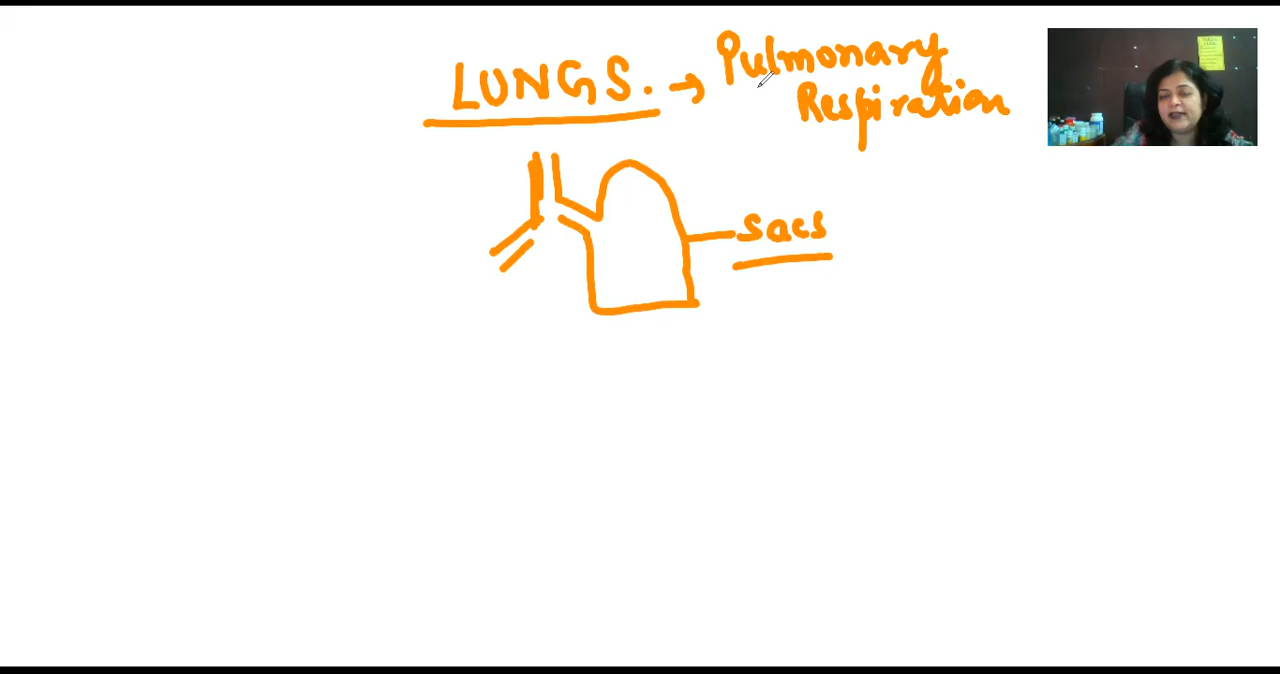 LUNGS. → Pulmonary
Respiration
sacs